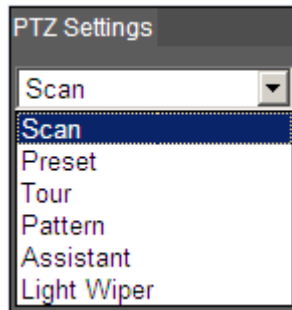 PTZ Settings
Scan
Scan
Preset
Tour
Pattern
Assistant
Light Wiper